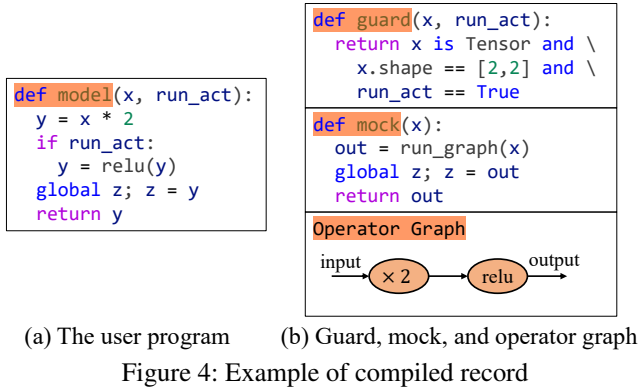 def model(x, run_act):
y = x * 2
if run_act:
y = relu(y)
global z; z = y
return y
def guard(x, run_act):
return x is Tensor and \
x.shape == [2,2] and \
run_act == True
def mock(x):
out = run_graph(x)
global z; z = out
return out
Operator Graph
input × 2 relu output
(a) The user program (b) Guard, mock, and operator graph
Figure 4: Example of compiled record